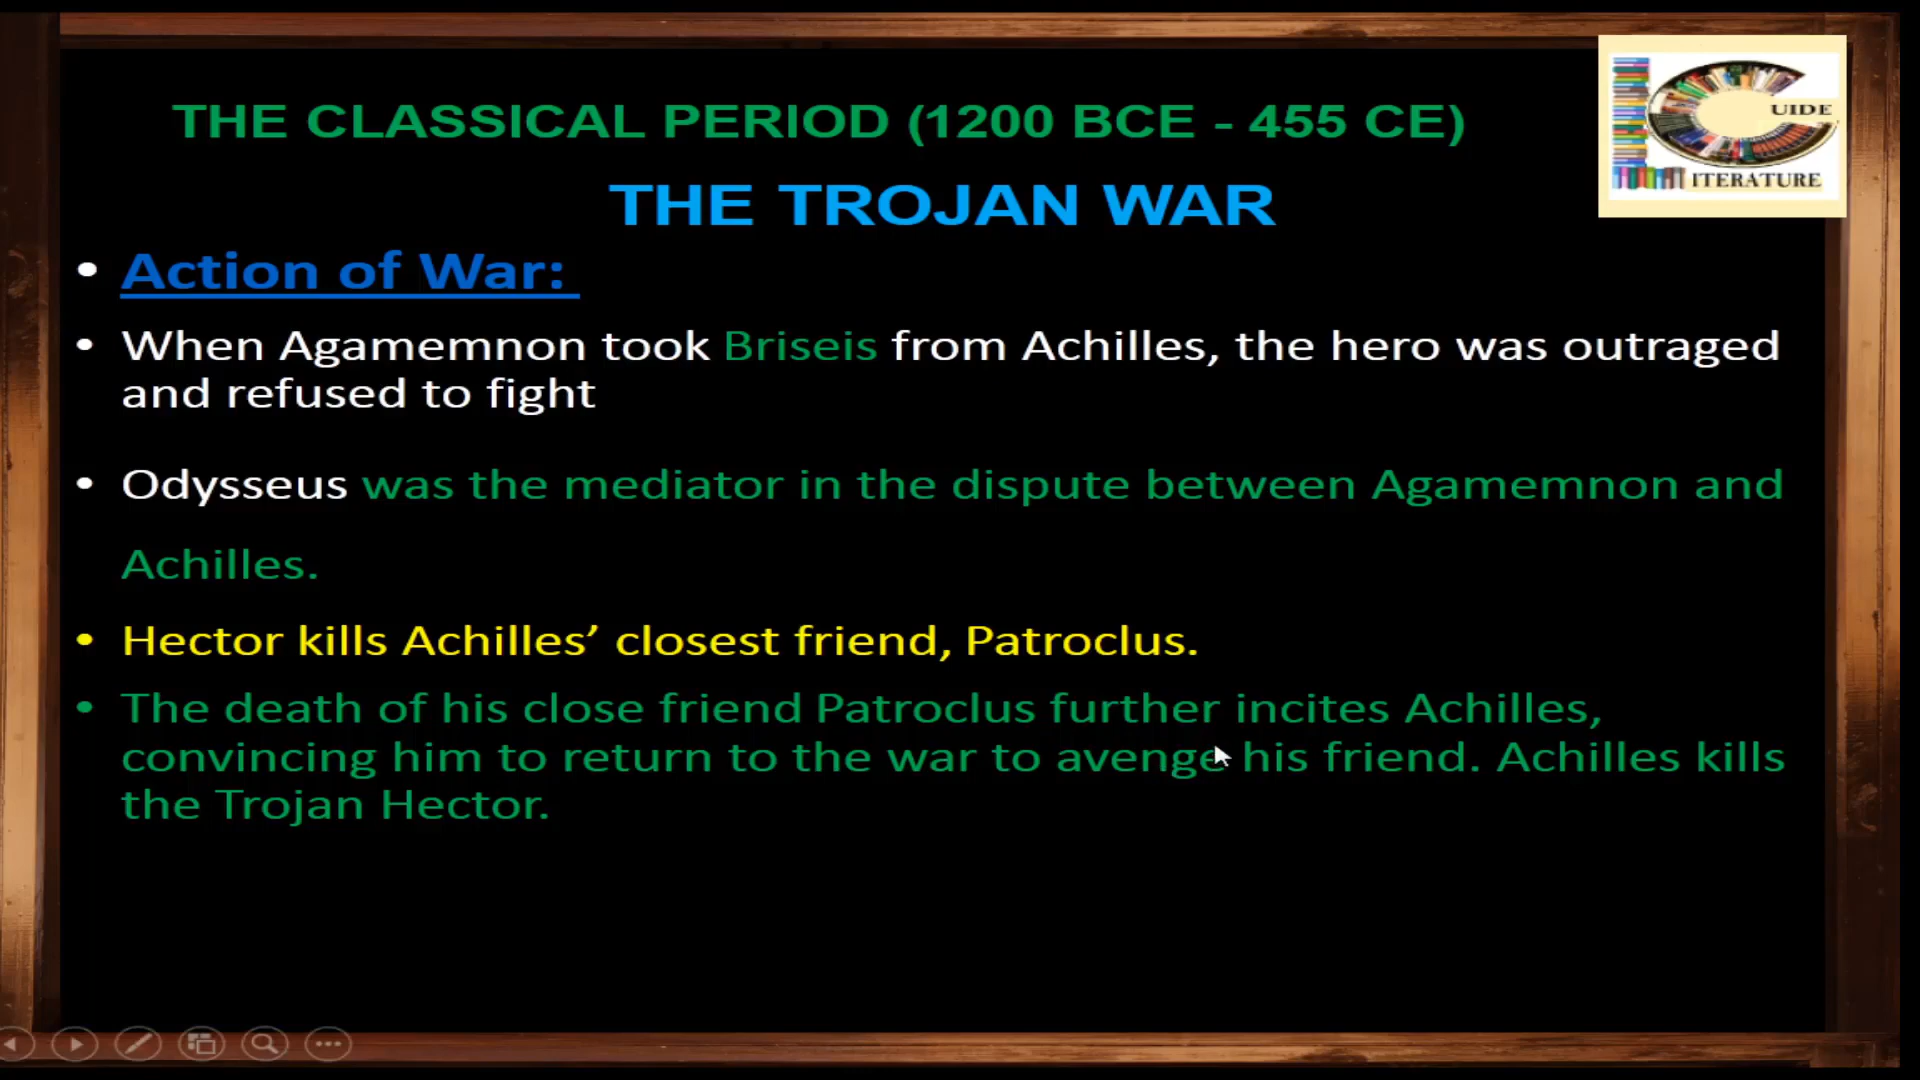 THE CLASSICAL PERIOD (1200 BCE - 455 CE)
UIDE
ITERATURE
THE TROJAN WAR
• Action of War:
• When Agamemnon took Briseis from Achilles, the hero was outraged
and refused to fight
• Odysseus was the mediator in the dispute between Agamemnon and
Achilles.
• Hector kills Achilles’ closest friend, Patroclus.
• The death of his close friend Patroclus further incites Achilles,
convincing him to return to the war to avenge his friend. Achilles kills
the Trojan Hector.